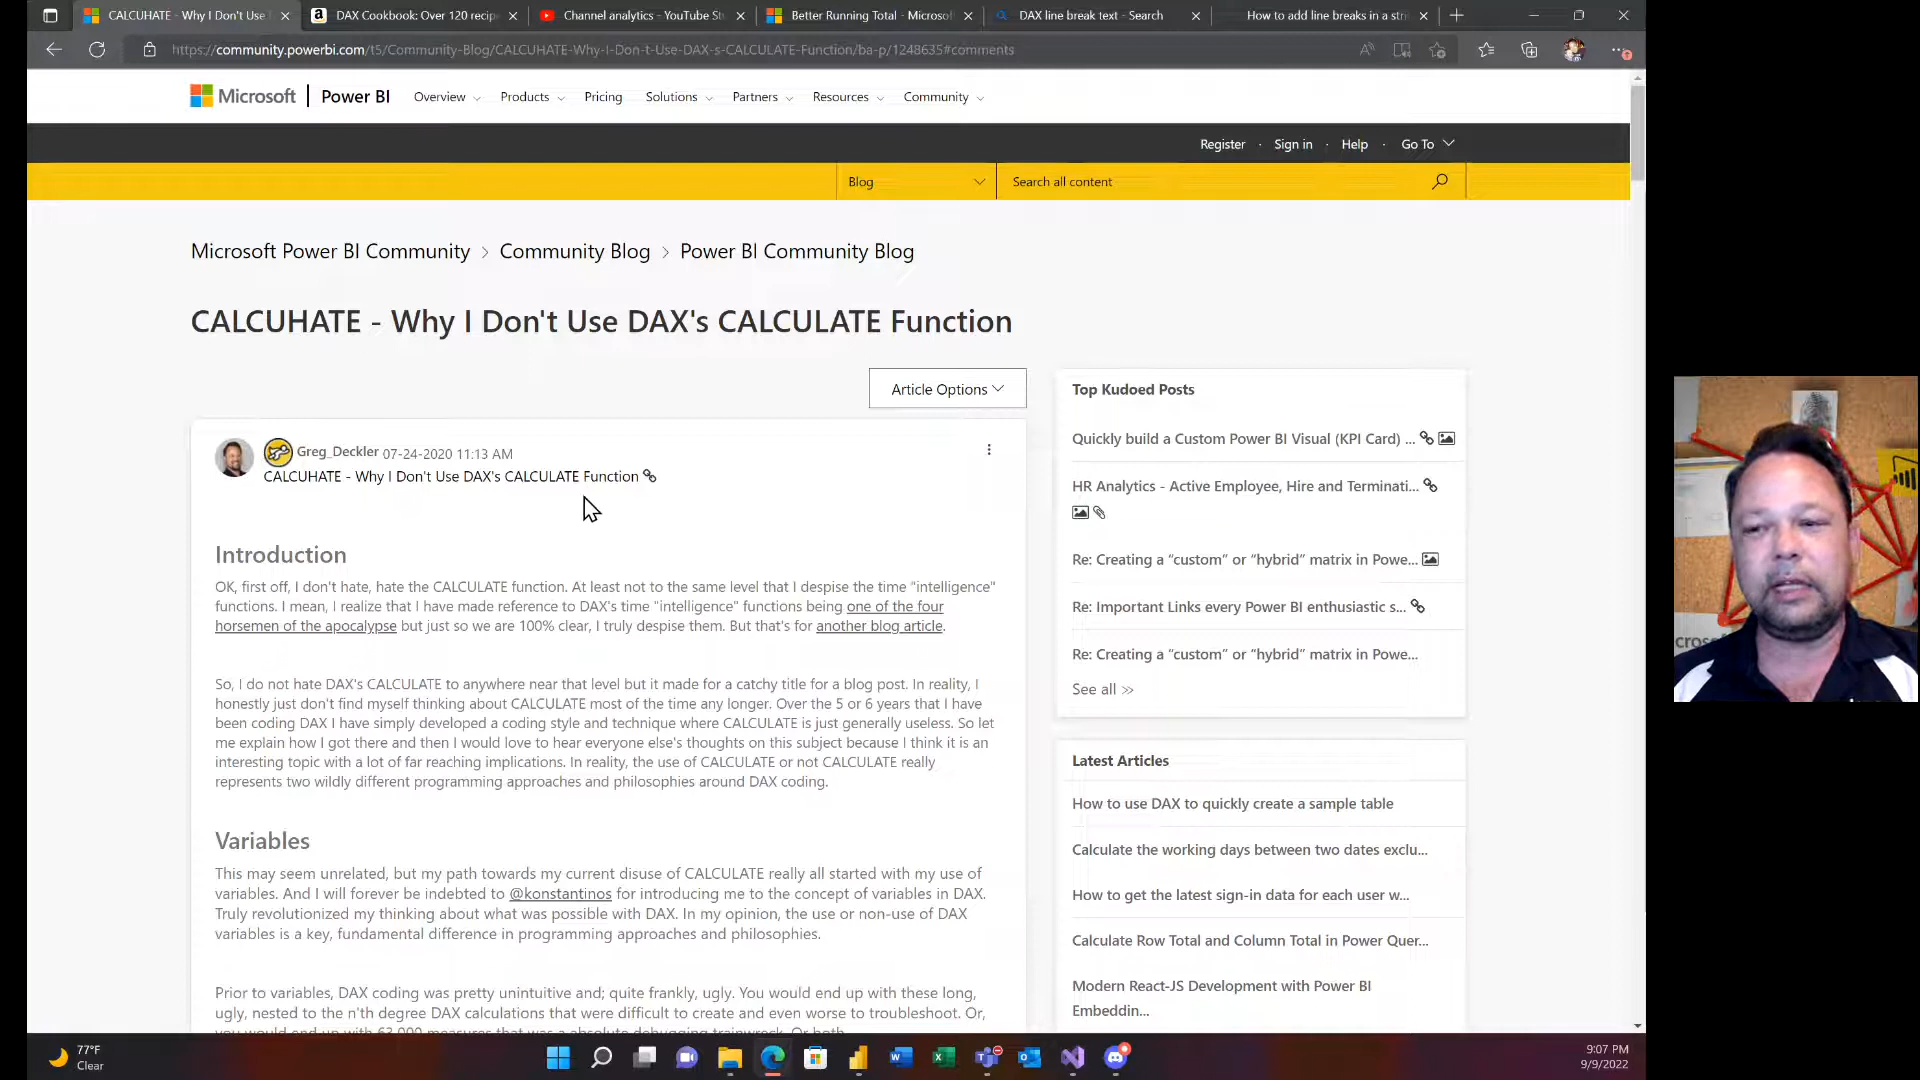 CALCUHATE - Why I Don't Use
DAX Cookbook: Over 120 recip
Channel analytics - YouTube St
Better Running Total - Microsof
DAX line break text - Search
How to add line breaks in a str
https://community.powerbi.com/t5/Community-Blog/CALCUHATE-Why-I-Don-t-Use-DAX-s-CALCULATE-Function/ba-p/1248635#comments
Microsoft Power BI Overview Products Pricing Solutions Partners Resources Community
Register · Sign in · Help · Go To
Blog Search all content
Microsoft Power BI Community > Community Blog > Power BI Community Blog
CALCUHATE - Why I Don't Use DAX's CALCULATE Function
Article Options
Greg_Deckler 07-24-2020 11:13 AM
CALCUHATE - Why I Don't Use DAX's CALCULATE Function
Introduction
OK, first off, I don't hate, hate the CALCULATE function. At least not to the same level that I despise the time "intelligence"
functions. I mean, I realize that I have made reference to DAX's time "intelligence" functions being one of the four
horsemen of the apocalypse but just so we are 100% clear, I truly despise them. But that's for another blog article.
So, I do not hate DAX's CALCULATE to anywhere near that level but it made for a catchy title for a blog post. In reality, I
honestly just don't find myself thinking about CALCULATE most of the time any longer. Over the 5 or 6 years that I have
been coding DAX I have simply developed a coding style and technique where CALCULATE is just generally useless. So let
me explain how I got there and then I would love to hear everyone else's thoughts on this subject because I think it is an
interesting topic with a lot of far reaching implications. In reality, the use of CALCULATE or not CALCULATE really
represents two wildly different programming approaches and philosophies around DAX coding.
Variables
This may seem unrelated, but my path towards my current disuse of CALCULATE really all started with my use of
variables. And I will forever be indebted to @konstantinos for introducing me to the concept of variables in DAX.
Truly revolutionized my thinking about what was possible with DAX. In my opinion, the use or non-use of DAX
variables is a key, fundamental difference in programming approaches and philosophies.
Prior to variables, DAX coding was pretty unintuitive and; quite frankly, ugly. You would end up with these long,
ugly, nested to the n'th degree DAX calculations that were difficult to create and even worse to troubleshoot. Or,
you would end up with 63,000 measures that was a absolute debugging trainwreck. Or both.
Top Kudoed Posts
Quickly build a Custom Power BI Visual (KPI Card) ...
HR Analytics - Active Employee, Hire and Terminati...
Re: Creating a “custom” or “hybrid” matrix in Powe...
Re: Important Links every Power BI enthusiastic s...
Re: Creating a “custom” or “hybrid” matrix in Powe...
See all >>
Latest Articles
How to use DAX to quickly create a sample table
Calculate the working days between two dates exclu...
How to get the latest sign-in data for each user w...
Calculate Row Total and Column Total in Power Quer...
Modern React-JS Development with Power BI
Embeddin...
77°F
Clear
9:07 PM
9/9/2022